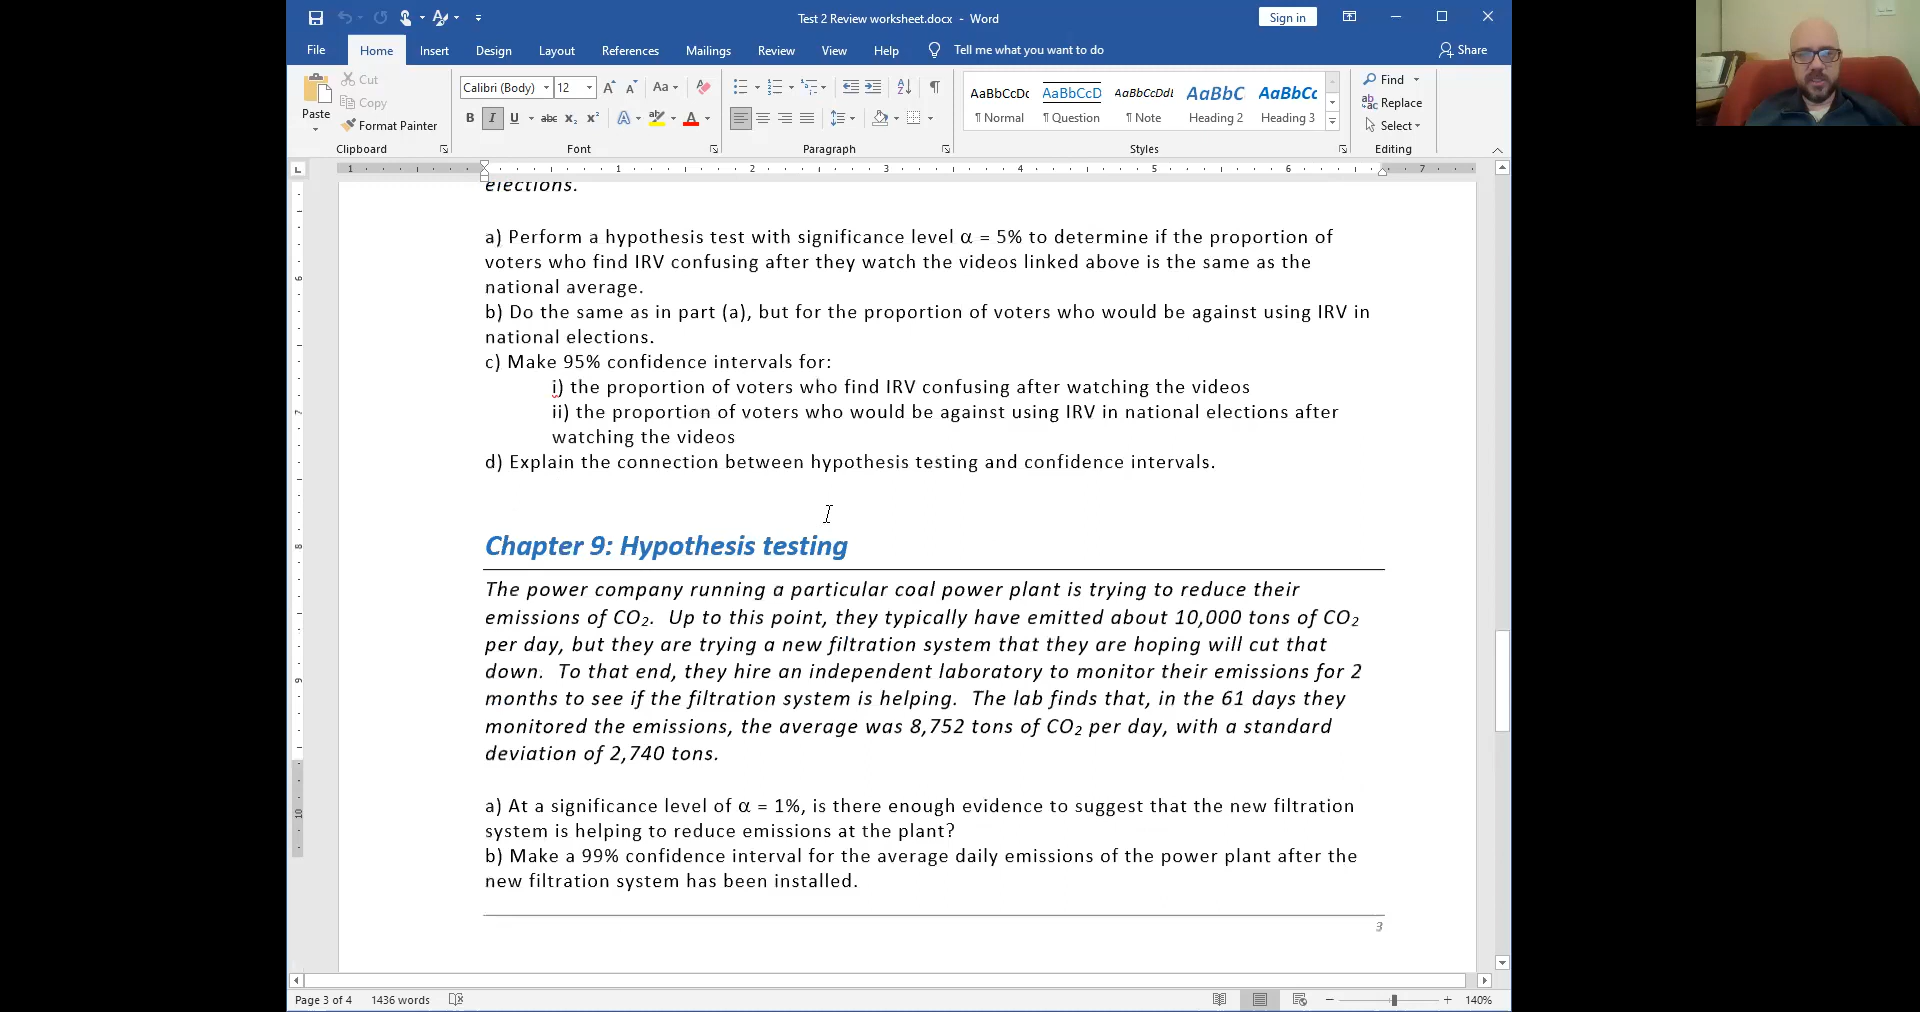 Test 2 Review worksheet.docx - Word
Sign in
File Home Insert Design Layout References Mailings Review View Help Tell me what you want to do Share
Paste
Cut
Copy
Format Painter
Clipboard
Calibri (Body) 12
Aa
B I U abc x₂ x² A A
Font
Paragraph
AaBbCcDc AaBbCcD AaBbCcDdE AaBbC AaBbCc
¶ Normal ¶ Question ¶ Note Heading 2 Heading 3
Styles
Find
Replace
Select
Editing
1 1 2 3 4 5 6 7
elections.
a) Perform a hypothesis test with significance level α = 5% to determine if the proportion of
voters who find IRV confusing after they watch the videos linked above is the same as the
national average.
b) Do the same as in part (a), but for the proportion of voters who would be against using IRV in
national elections.
c) Make 95% confidence intervals for:
i) the proportion of voters who find IRV confusing after watching the videos
ii) the proportion of voters who would be against using IRV in national elections after
watching the videos
d) Explain the connection between hypothesis testing and confidence intervals.
Chapter 9: Hypothesis testing
The power company running a particular coal power plant is trying to reduce their
emissions of CO₂. Up to this point, they typically have emitted about 10,000 tons of CO₂
per day, but they are trying a new filtration system that they are hoping will cut that
down. To that end, they hire an independent laboratory to monitor their emissions for 2
months to see if the filtration system is helping. The lab finds that, in the 61 days they
monitored the emissions, the average was 8,752 tons of CO₂ per day, with a standard
deviation of 2,740 tons.
a) At a significance level of α = 1%, is there enough evidence to suggest that the new filtration
system is helping to reduce emissions at the plant?
b) Make a 99% confidence interval for the average daily emissions of the power plant after the
new filtration system has been installed.
3
Page 3 of 4 1436 words 140%